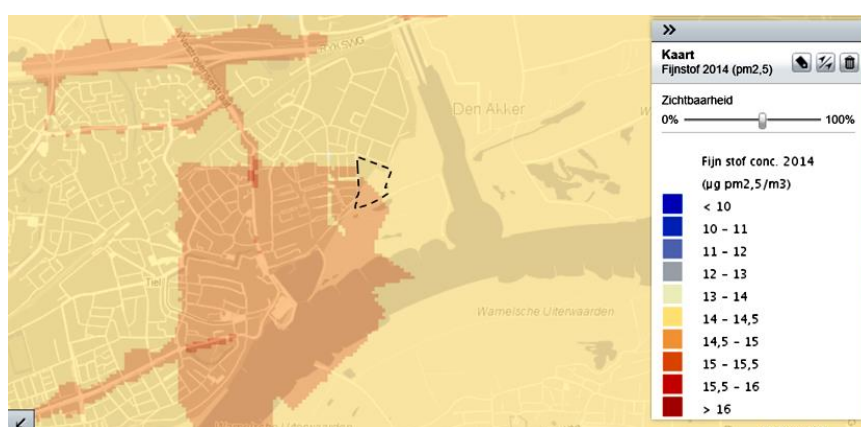 Den Akker
Tiel
Wamelsche Uiterwaarden
»
Kaart
Fijnstof 2014 (pm2,5)
Zichtbaarheid
0% 100%
Fijn stof conc. 2014
(µg pm2,5/m3)
< 10
10 - 11
11 - 12
12 - 13
13 - 14
14 - 14,5
14,5 - 15
15 - 15,5
15,5 - 16
> 16